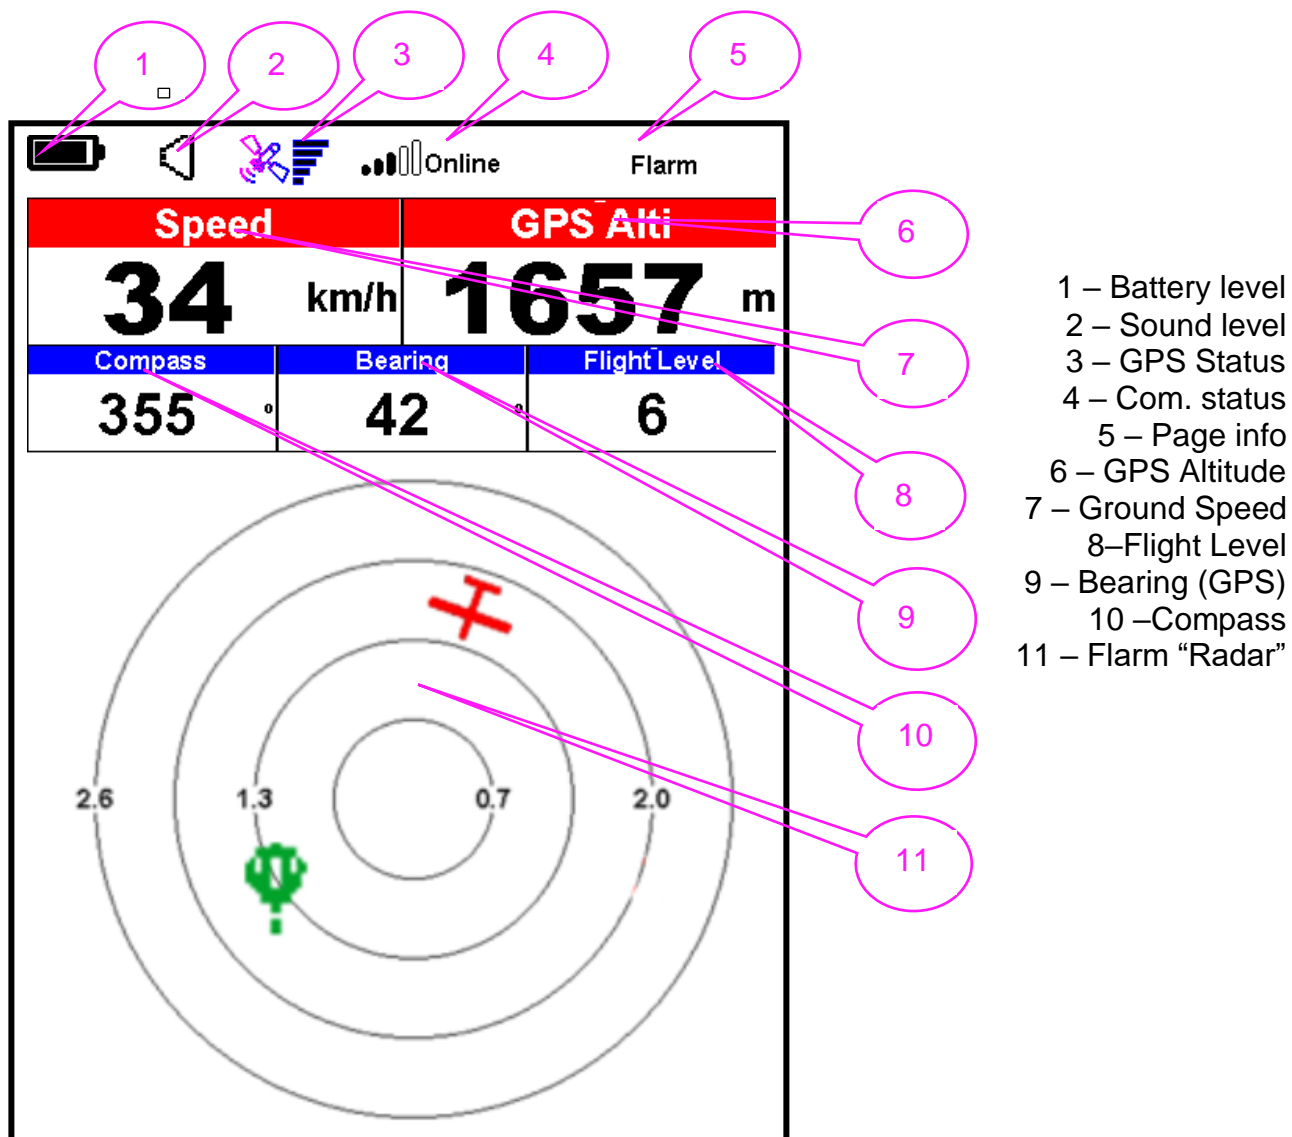 1 2 3 4 5
Online Flarm
Speed GPS Alti
6
34 km/h 1657 m
7
Compass Bearing Flight Level
355 ° 42 ° 6
8
9
10
2.6 1.3 0.7 2.0
11
1 – Battery level
2 – Sound level
3 – GPS Status
4 – Com. status
5 – Page info
6 – GPS Altitude
7 – Ground Speed
8–Flight Level
9 – Bearing (GPS)
10 –Compass
11 – Flarm “Radar”